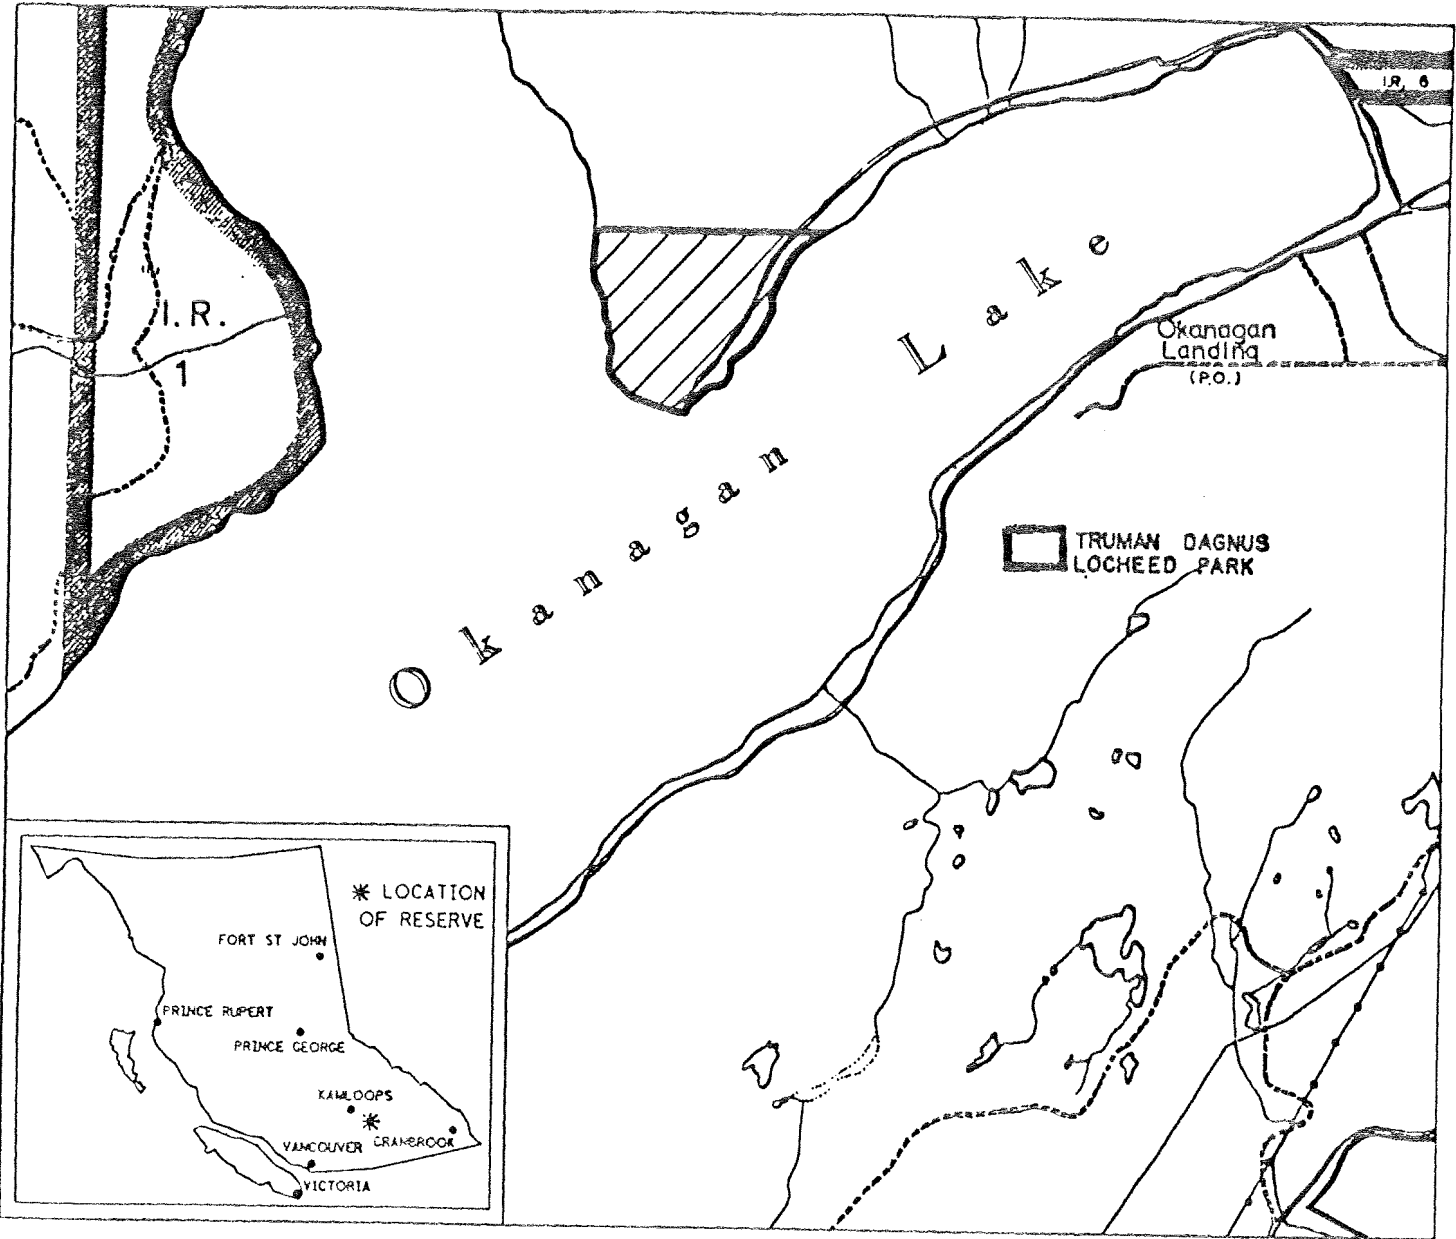 I.R. 6
Okanagan Lake
I.R.
1
Okanagan
Landing
(P.O.)
TRUMAN DAGNUS
LOCHEED PARK
LOCATION
OF RESERVE
FORT ST JOHN
PRINCE RUPERT
PRINCE GEORGE
KAMLOOPS
VANCOUVER
CRANBROOK
VICTORIA